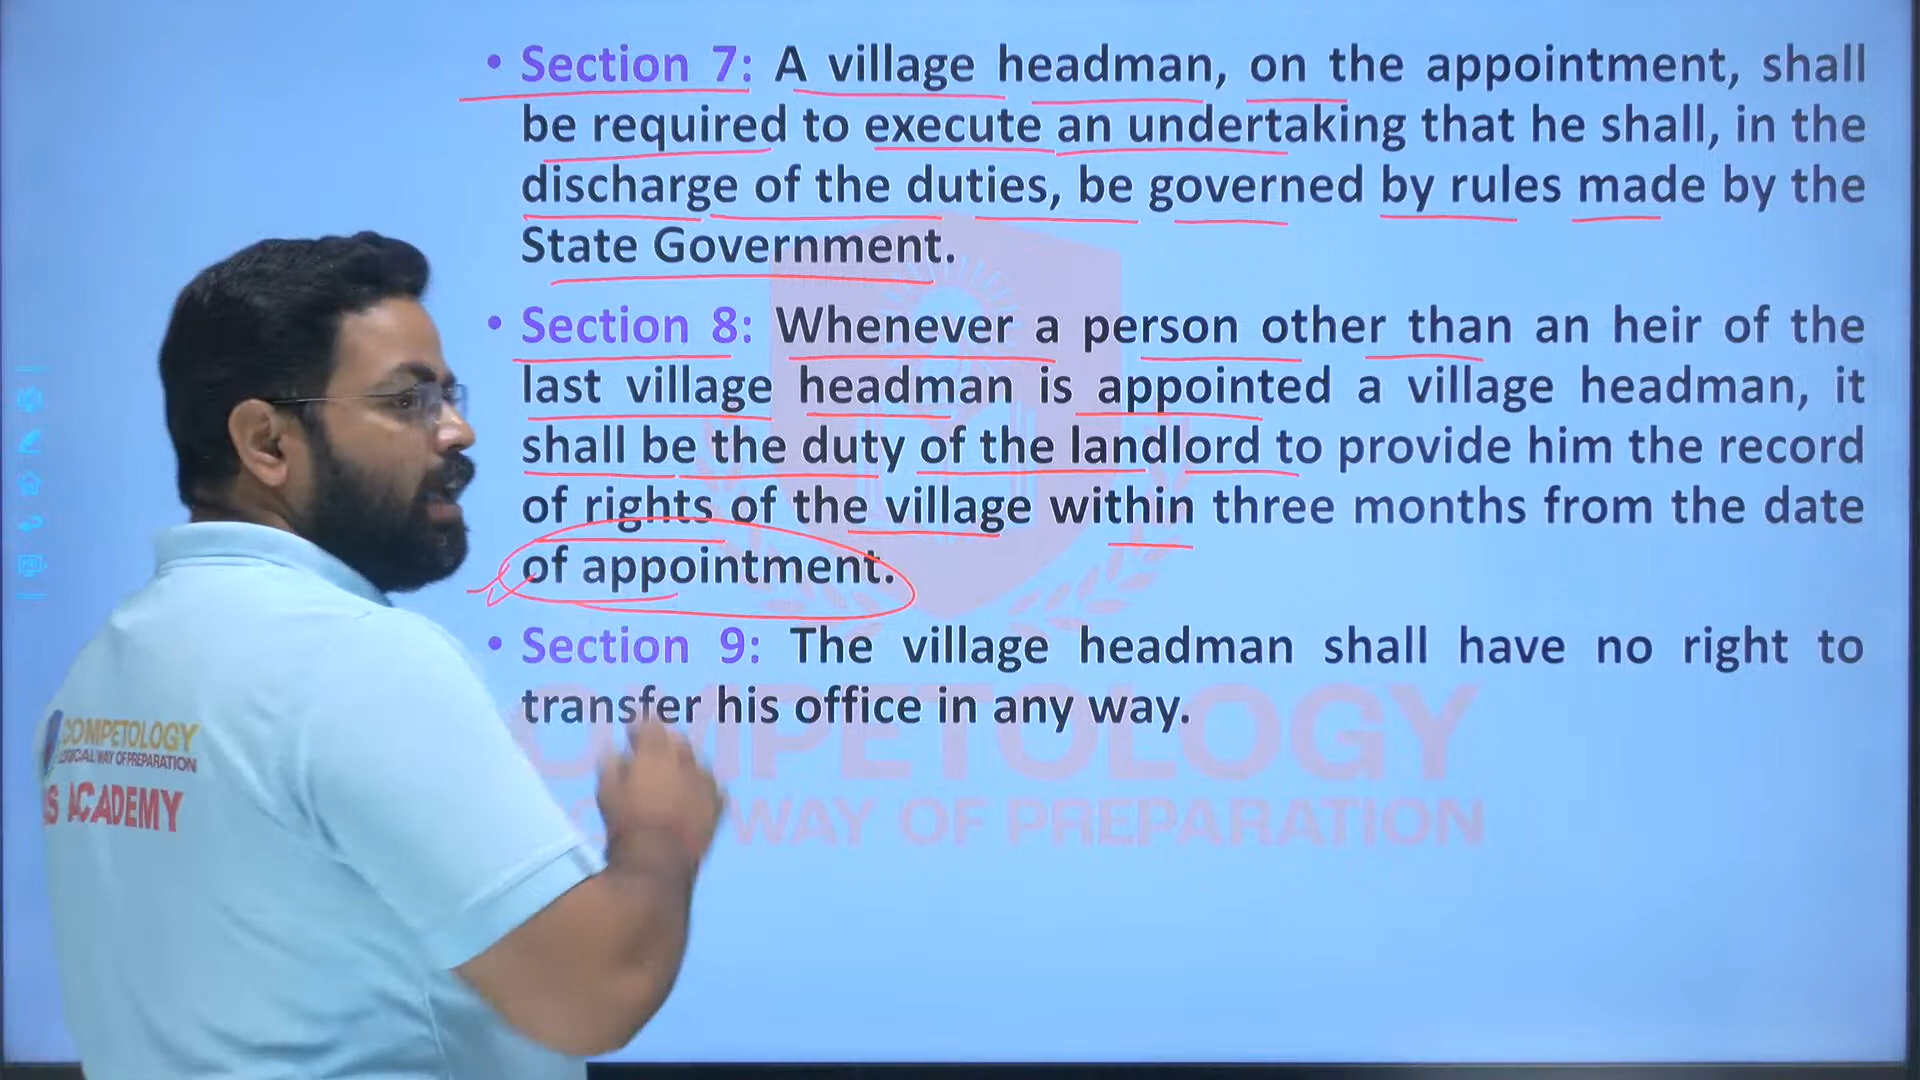 • Section 7: A village headman, on the appointment, shall
be required to execute an undertaking that he shall, in the
discharge of the duties, be governed by rules made by the
State Government.
• Section 8: Whenever a person other than an heir of the
last village headman is appointed a village headman, it
shall be the duty of the landlord to provide him the record
of rights of the village within three months from the date
of appointment.
• Section 9: The village headman shall have no right to
transfer his office in any way.
OMPETOLOGY
WAY OF PREPARATION
COMPETOLOGY
LOGICAL WAY OF PREPARATION
ACADEMY